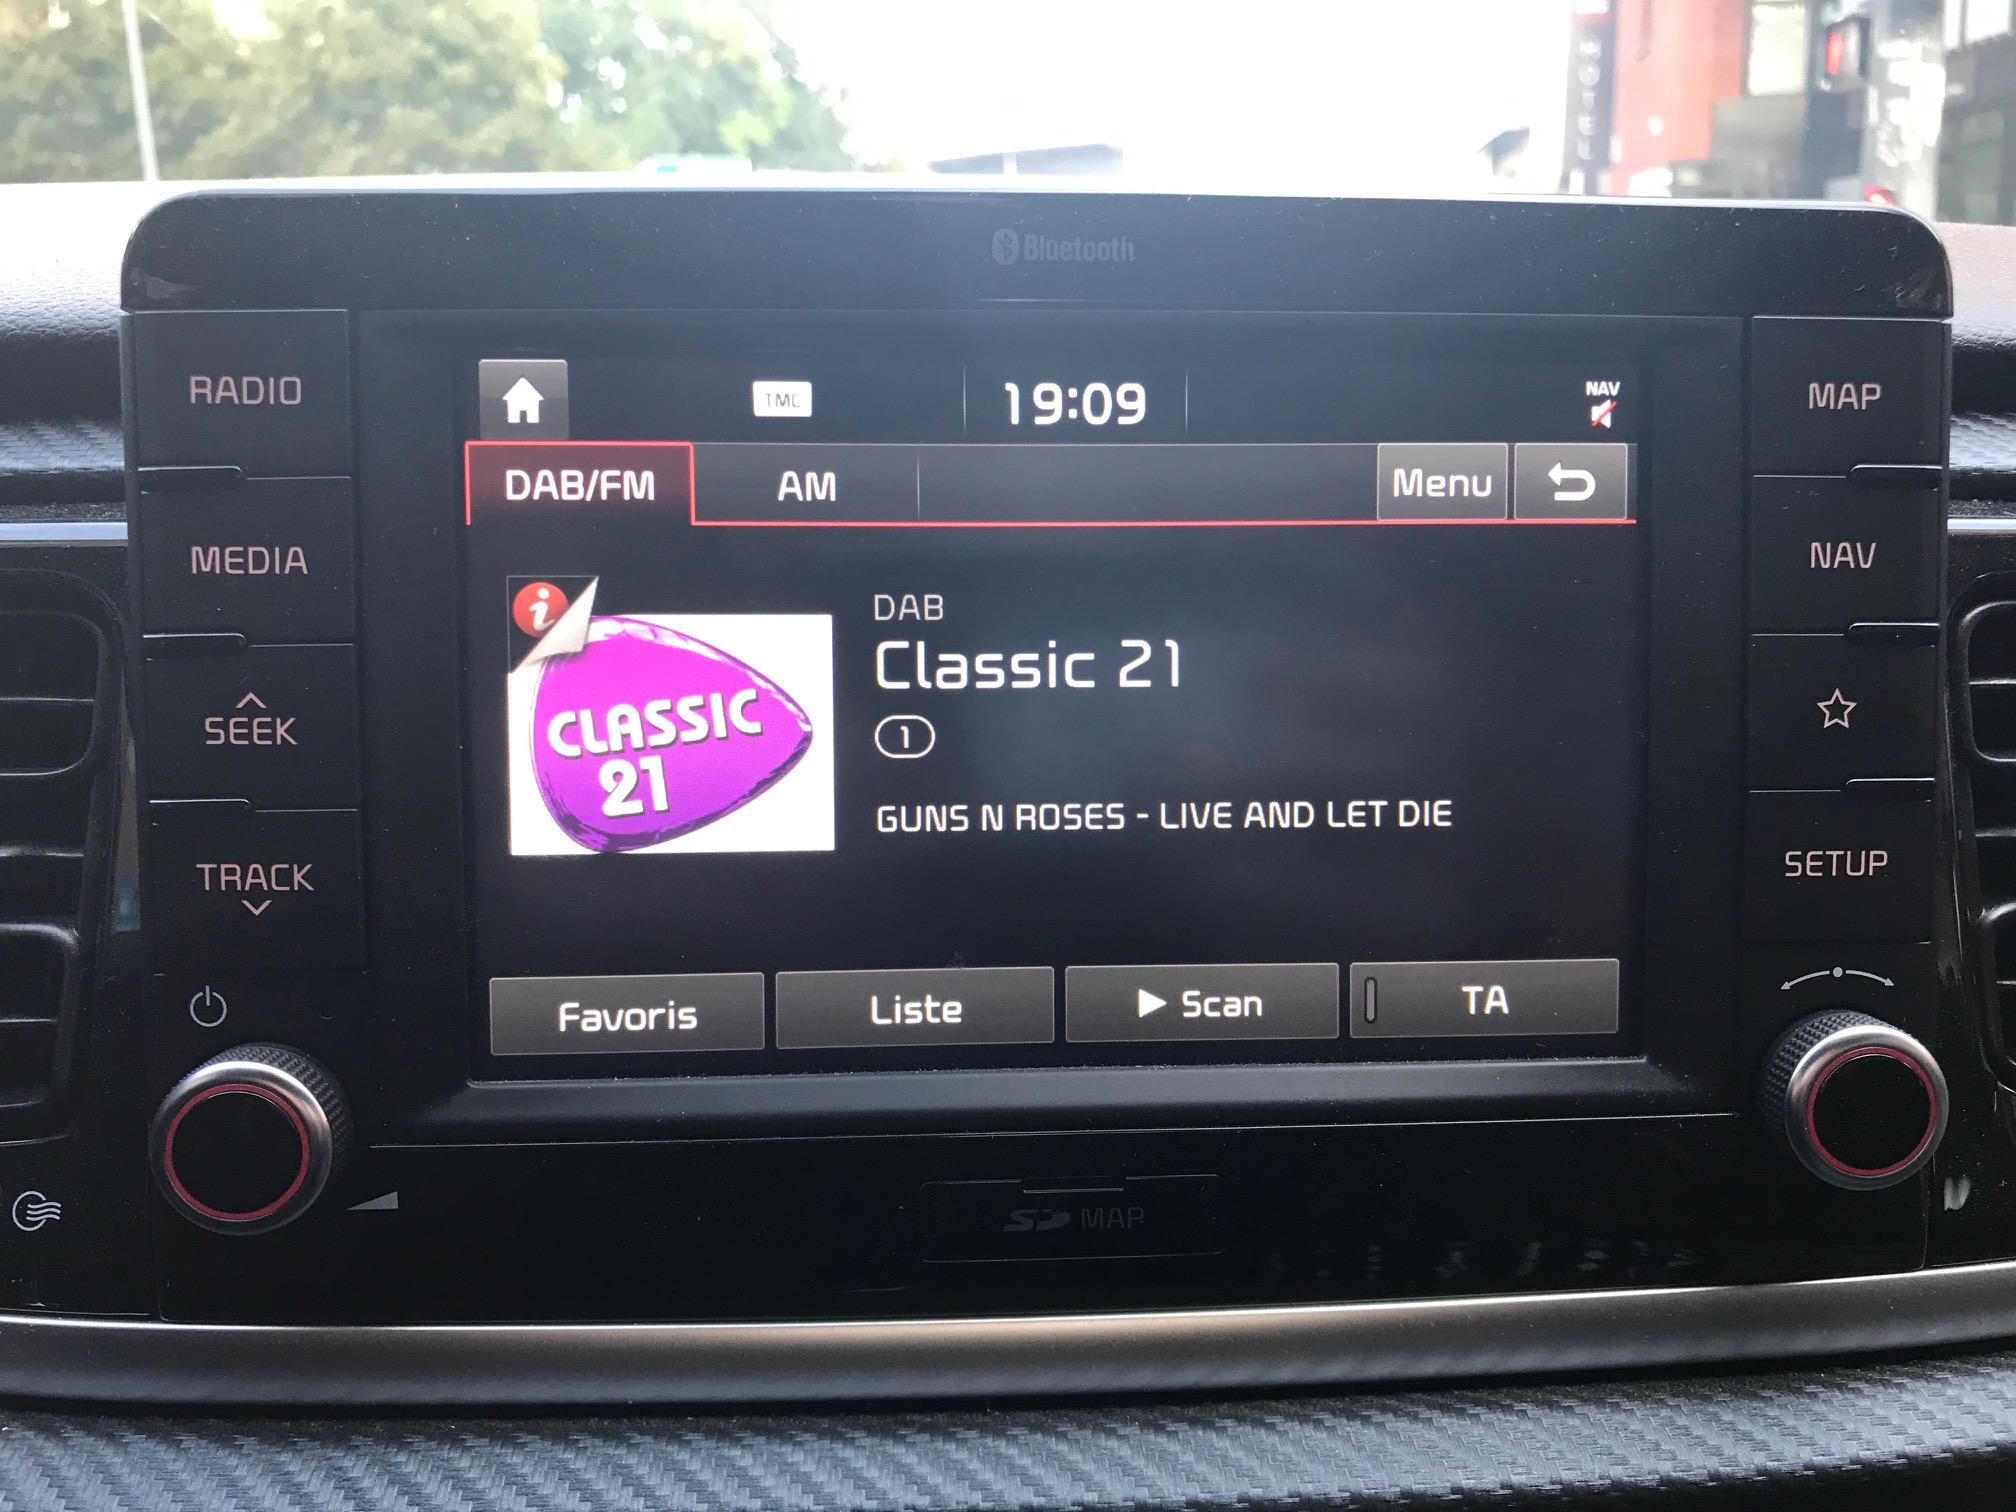 MOTEL
Bluetooth
RADIO
MEDIA
SEEK
TRACK
TMC
19:09
NAV
DAB/FM
AM
Menu
CLASSIC
21
DAB
Classic 21
1
GUNS N ROSES - LIVE AND LET DIE
Favoris
Liste
Scan
TA
MAP
NAV
SETUP
SD MAP